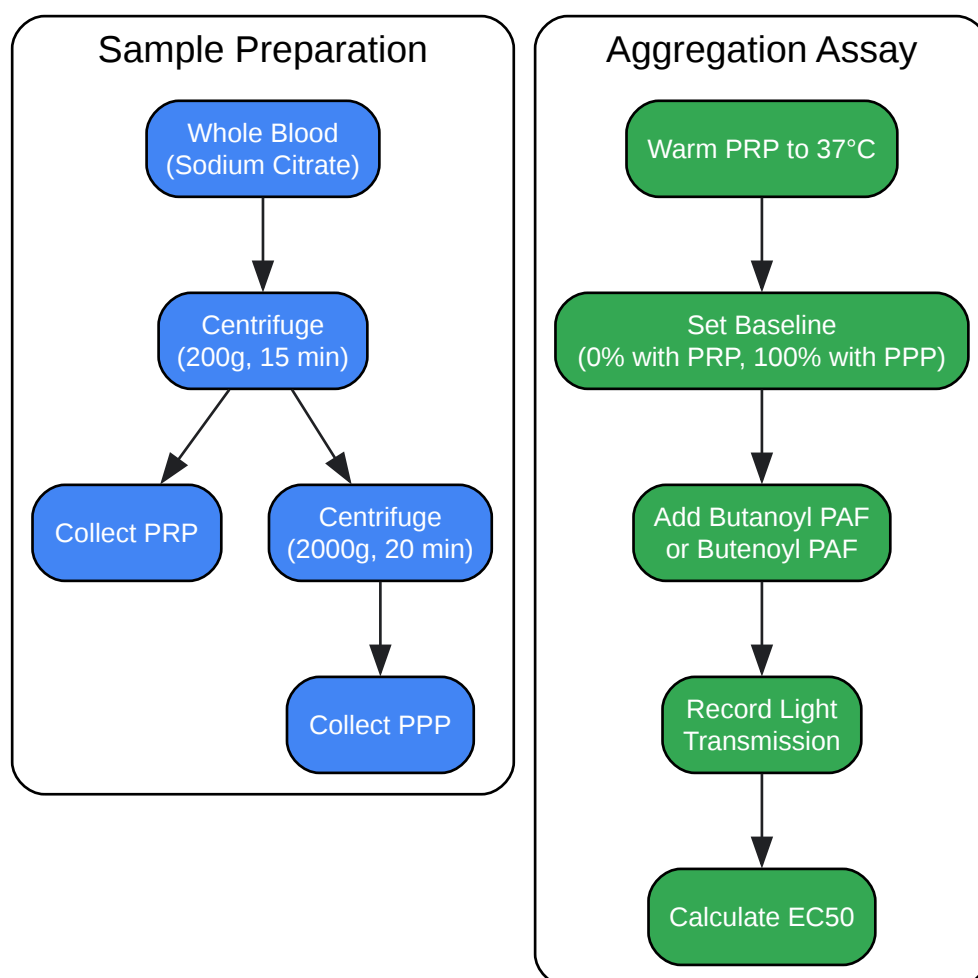 Sample Preparation
Whole Blood
(Sodium Citrate)
Centrifuge
(200g, 15 min)
Collect PRP
Centrifuge
(2000g, 20 min)
Collect PPP
Aggregation Assay
Warm PRP to 37°C
Set Baseline
(0% with PRP, 100% with PPP)
Add Butanoyl PAF
or Butenoyl PAF
Record Light
Transmission
Calculate EC50